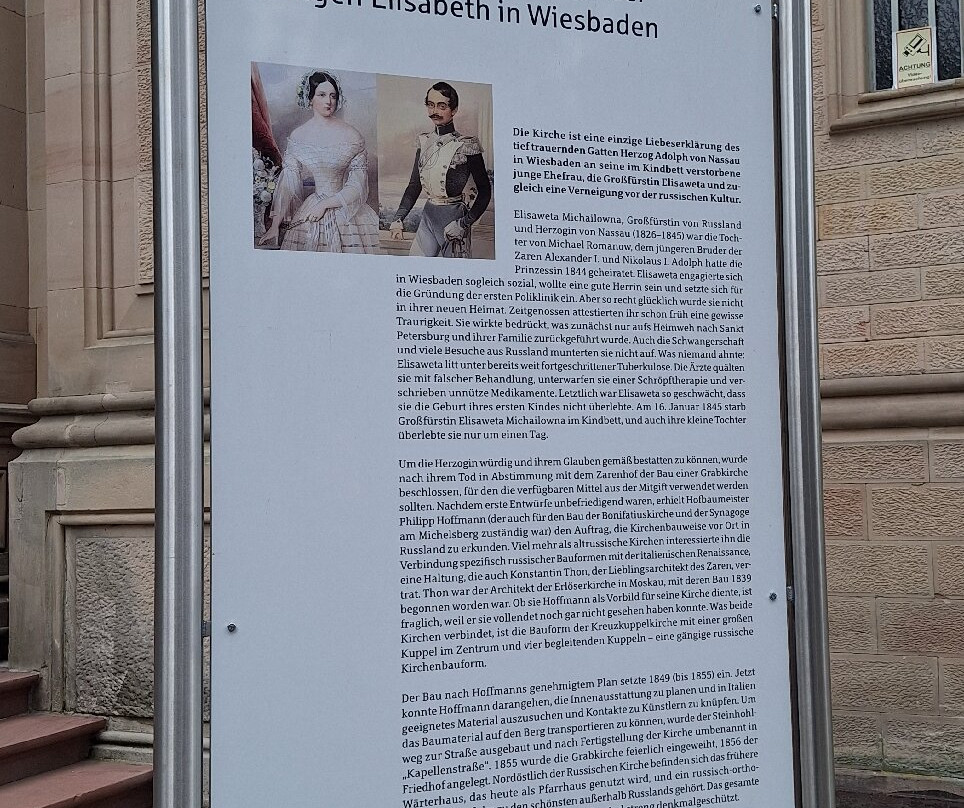 Elisabeth in Wiesbaden
ACHTUNG
Die Kirche ist eine einzige Liebeserklärung des
tief trauernden Gatten Herzog Adolph von Nassau
in Wiesbaden an seine im Kindbett verstorbene
junge Ehefrau, die Großfürstin Elisaweta und zu-
gleich eine Verneigung vor der russischen Kultur.
Elisaweta Michailowna, Großfürstin von Russland
und Herzogin von Nassau (1826–1845) war die Toch-
ter von Michael Romanow, dem jüngeren Bruder der
Zaren Alexander I. und Nikolaus I. Adolph hatte die
Prinzessin 1844 geheiratet. Elisaweta engagierte sich
in Wiesbaden sogleich sozial, wollte eine gute Herrin sein und setzte sich für
die Gründung der ersten Poliklinik ein. Aber so recht glücklich wurde sie nicht
in ihrer neuen Heimat. Zeitgenossen attestierten ihr schon früh eine gewisse
Traurigkeit. Sie wirkte bedrückt, was zunächst nur aufs Heimweh nach Sankt
Petersburg und ihrer Familie zurückgeführt wurde. Auch die Schwangerschaft
und viele Besuche aus Russland munterten sie nicht auf. Was niemand ahnte:
Elisaweta litt unter bereits weit fortgeschrittener Tuberkulose. Die Ärzte quälten
sie mit falscher Behandlung, unterwarfen sie einer Schröpftherapie und ver-
schrieben unnütze Medikamente. Letztlich war Elisaweta so geschwächt, dass
sie die Geburt ihres ersten Kindes nicht überlebte. Am 16. Januar 1845 starb
Großfürstin Elisaweta Michailowna im Kindbett, und auch ihre kleine Tochter
überlebte sie nur um einen Tag.
Um die Herzogin würdig und ihrem Glauben gemäß bestatten zu können, wurde
nach ihrem Tod in Abstimmung mit dem Zarenhof der Bau einer Grabkirche
beschlossen, für den die verfügbaren Mittel aus der Mitgift verwendet werden
sollten. Nachdem erste Entwürfe unbefriedigend waren, erhielt Hofbaumeister
Philipp Hoffmann (der auch für den Bau der Bonifatiuskirche und der Synagoge
am Michelsberg zuständig war) den Auftrag, die Kirchenbauweise vor Ort in
Russland zu erkunden. Viel mehr als altrussische Kirchen interessierte ihn die
Verbindung spezifisch russischer Bauformen mit der italienischen Renaissance,
eine Haltung, die auch Konstantin Thon, der Lieblingsarchitekt des Zaren, ver-
trat. Thon war der Architekt der Erlöserkirche in Moskau, mit deren Bau 1839
begonnen worden war. Ob sie Hoffmann als Vorbild für seine Kirche diente, ist
fraglich, weil er sie vollendet noch gar nicht gesehen haben konnte. Was beide
Kirchen verbindet, ist die Bauform der Kreuzkuppelkirche mit einer großen
Kuppel im Zentrum und vier begleitenden Kuppeln – eine gängige russische
Kirchenbauform.
Der Bau nach Hoffmanns genehmigtem Plan setzte 1849 (bis 1855) ein. Jetzt
konnte Hoffmann darangehen, die Innenausstattung zu planen und in Italien
geeignetes Material auszusuchen und Kontakte zu Künstlern zu knüpfen. Um
das Baumaterial auf den Berg transportieren zu können, wurde der Steinhohl-
weg zur Straße ausgebaut und nach Fertigstellung der Kirche umbenannt in
„Kapellenstraße“. 1855 wurde die Grabkirche feierlich eingeweiht, 1856 der
Friedhof angelegt. Nordöstlich der Russischen Kirche befinden sich das frühere
Wärterhaus, das heute als Pfarrhaus genutzt wird, und ein russisch-ortho-
zu den schönsten außerhalb Russlands gehört. Das gesamte
denkmalgeschützt.